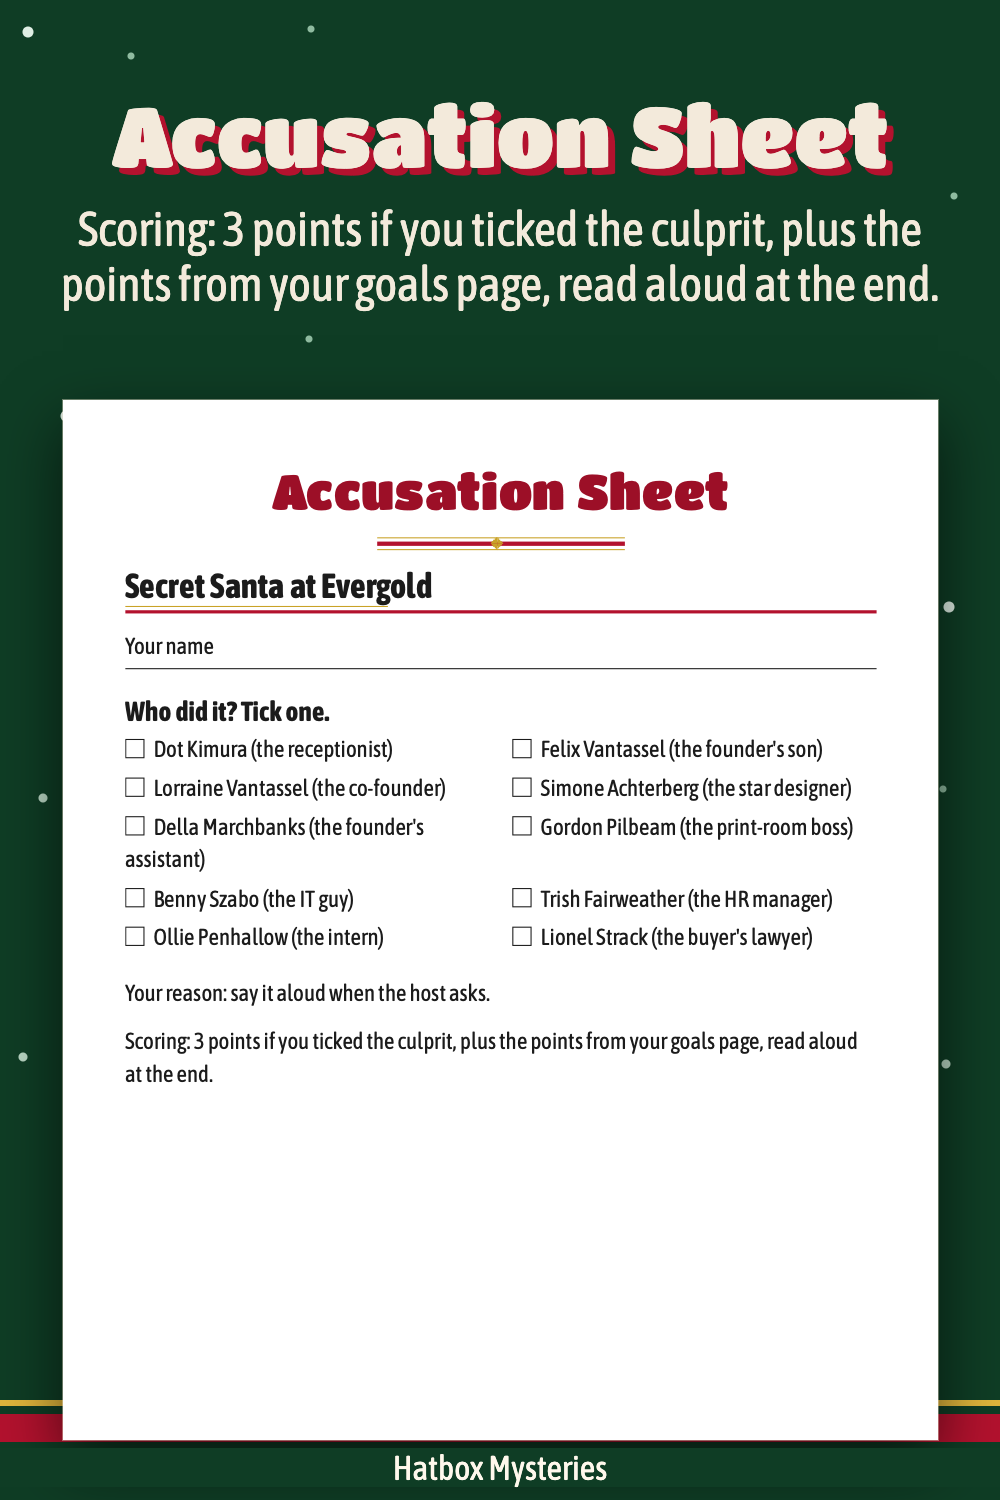 Accusation Sheet
Scoring: 3 points if you ticked the culprit, plus the
points from your goals page, read aloud at the end.
Accusation Sheet
Secret Santa at Evergold
Your name
Who did it? Tick one.
Dot Kimura (the receptionist)
Felix Vantassel (the founder's son)
Lorraine Vantassel (the co-founder)
Simone Achterberg (the star designer)
Della Marchbanks (the founder's
assistant)
Gordon Pilbeam (the print-room boss)
Benny Szabo (the IT guy)
Trish Fairweather (the HR manager)
Ollie Penhallow (the intern)
Lionel Strack (the buyer's lawyer)
Your reason: say it aloud when the host asks.
Scoring: 3 points if you ticked the culprit, plus the points from your goals page, read aloud
at the end.
Hatbox Mysteries